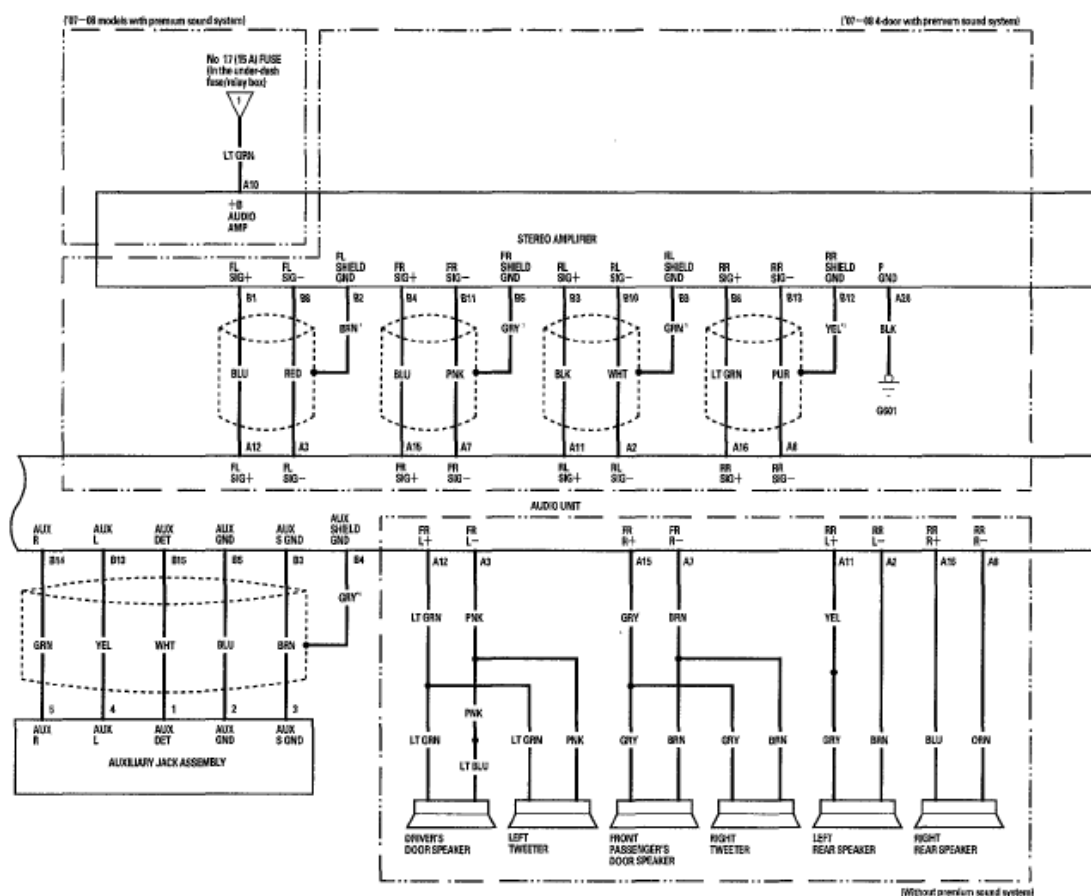 ('07–08 models with premium sound system)
('07–08 4-door with premium sound system)
No 17 (15 A) FUSE
(In the under-dash
fuse/relay box)
1
LT GRN
A10
+B
AUDIO
AMP
STEREO AMPLIFIER
FL SIG+
FL SIG−
FL SHIELD GND
FR SIG+
FR SIG−
FR SHIELD GND
RL SIG+
RL SIG−
RL SHIELD GND
RR SIG+
RR SIG−
RR SHIELD GND
P GND
B1
B2
B4
B11
B5
B3
B10
B13
B12
BRN
GRY
GRN
YEL
BLK
BLU
RED
BLU
PNK
BLK
WHT
LT GRN
PUR
G601
A12
A3
A15
A7
A11
A2
A16
A8
FL SIG+
FL SIG−
FR SIG+
FR SIG−
RL SIG+
RL SIG−
RR SIG+
RR SIG−
AUDIO UNIT
AUX R
AUX L
AUX DET
AUX GND
AUX S GND
AUX SHIELD GND
FR L+
FR L−
FR R+
FR R−
RR L+
RR L−
RR R+
RR R−
B14
B13
B15
B5
B3
B4
A12
A3
A15
A7
A11
A2
A16
A8
GRY
LT GRN
PNK
GRY
BRN
YEL
GRN
YEL
WHT
BLU
BRN
PNK
5
4
1
2
3
LT GRN
LT GRN
PNK
GRY
BRN
GRY
BRN
GRY
BRN
BLU
ORN
AUX R
AUX L
AUX DET
AUX GND
AUX S GND
LT BLU
AUXILIARY JACK ASSEMBLY
DRIVER'S
DOOR SPEAKER
LEFT
TWEETER
FRONT
PASSENGER'S
DOOR SPEAKER
RIGHT
TWEETER
LEFT
REAR SPEAKER
RIGHT
REAR SPEAKER
(Without premium sound system)